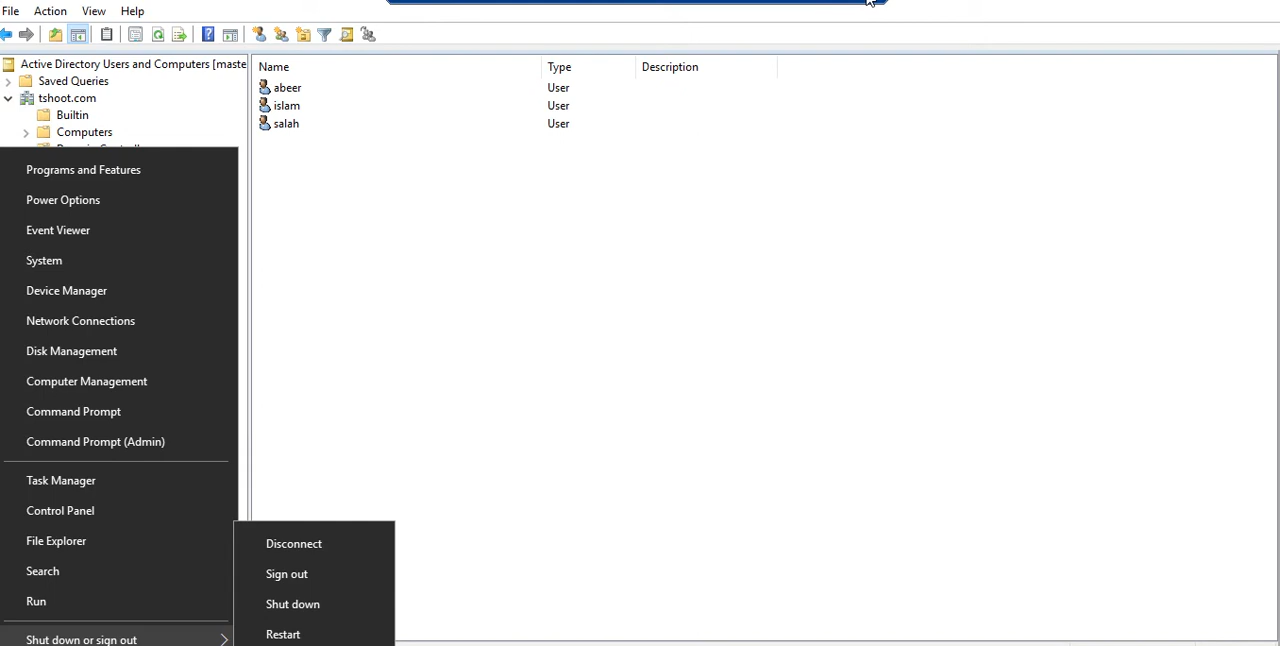 File Action View Help
Active Directory Users and Computers [maste
Saved Queries
tshoot.com
Builtin
Computers
Name Type Description
abeer User
islam User
salah User
Programs and Features
Power Options
Event Viewer
System
Device Manager
Network Connections
Disk Management
Computer Management
Command Prompt
Command Prompt (Admin)
Task Manager
Control Panel
File Explorer
Search
Run
Shut down or sign out
Disconnect
Sign out
Shut down
Restart